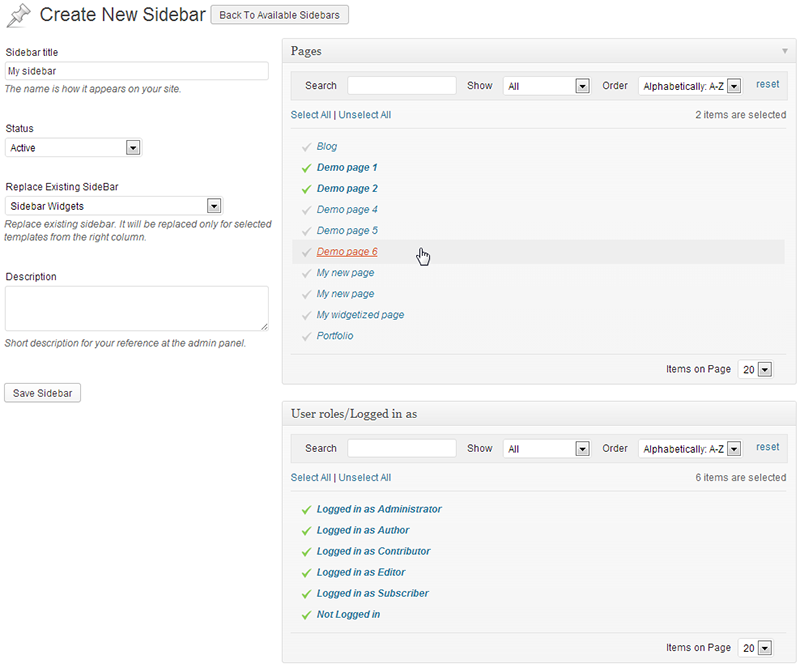 Create New Sidebar Back To Available Sidebars
Sidebar title
My sidebar
The name is how it appears on your site.
Status
Active
Replace Existing SideBar
Sidebar Widgets
Replace existing sidebar. It will be replaced only for selected
templates from the right column.
Description
Short description for your reference at the admin panel.
Save Sidebar
Pages
Search Show All Order Alphabetically: A-Z reset
Select All | Unselect All 2 items are selected
Blog
Demo page 1
Demo page 2
Demo page 4
Demo page 5
Demo page 6
My new page
My new page
My widgetized page
Portfolio
Items on Page 20
User roles/Logged in as
Search Show All Order Alphabetically: A-Z reset
Select All | Unselect All 6 items are selected
Logged in as Administrator
Logged in as Author
Logged in as Contributor
Logged in as Editor
Logged in as Subscriber
Not Logged in
Items on Page 20